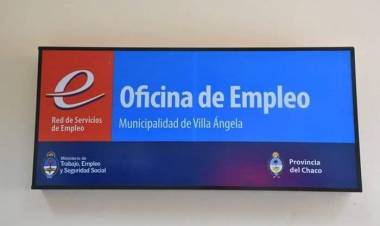 e
Red de Servicios
de Empleo
Oficina de Empleo
Municipalidad de Villa Ángela
Ministerio de
Trabajo, Empleo
y Seguridad Social
Provincia
del Chaco